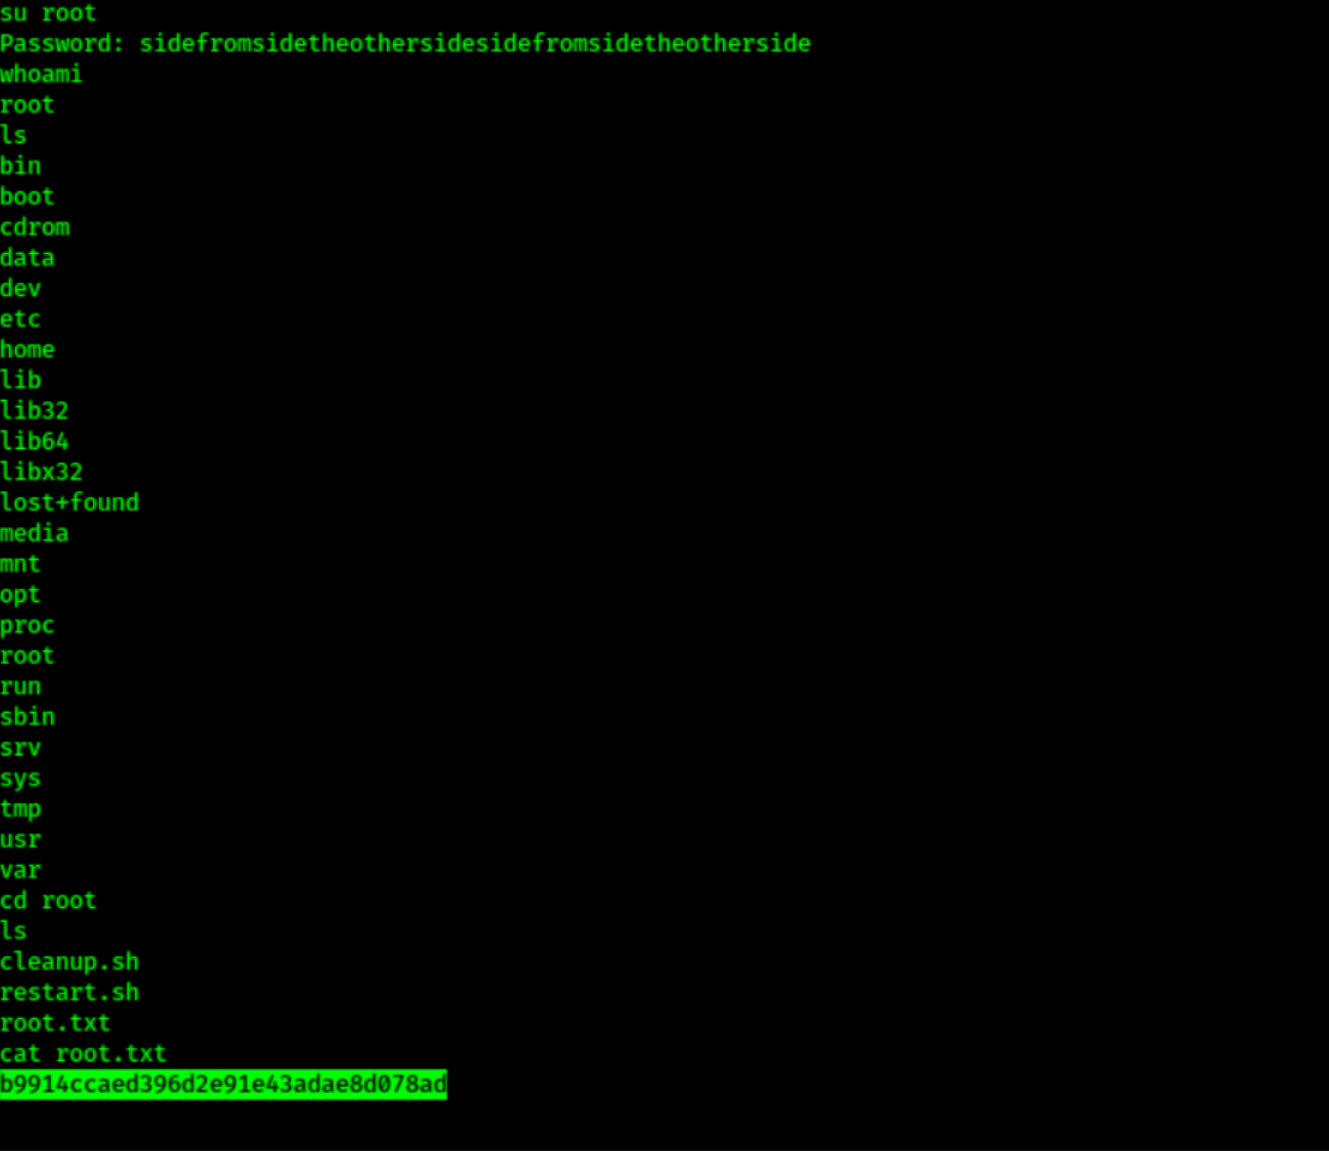 su root
Password: sidefromsidetheothersidesidefromsidetheotherside
whoami
root
ls
bin
boot
cdrom
data
dev
etc
home
lib
lib32
lib64
libx32
lost+found
media
mnt
opt
proc
root
run
sbin
srv
sys
tmp
usr
var
cd root
ls
cleanup.sh
restart.sh
root.txt
cat root.txt
b9914ccaed396d2e91e43adae8d078ad